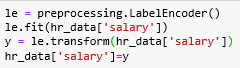 le = preprocessing.LabelEncoder()
le.fit(hr_data['salary'])
y = le.transform(hr_data['salary'])
hr_data['salary']=y